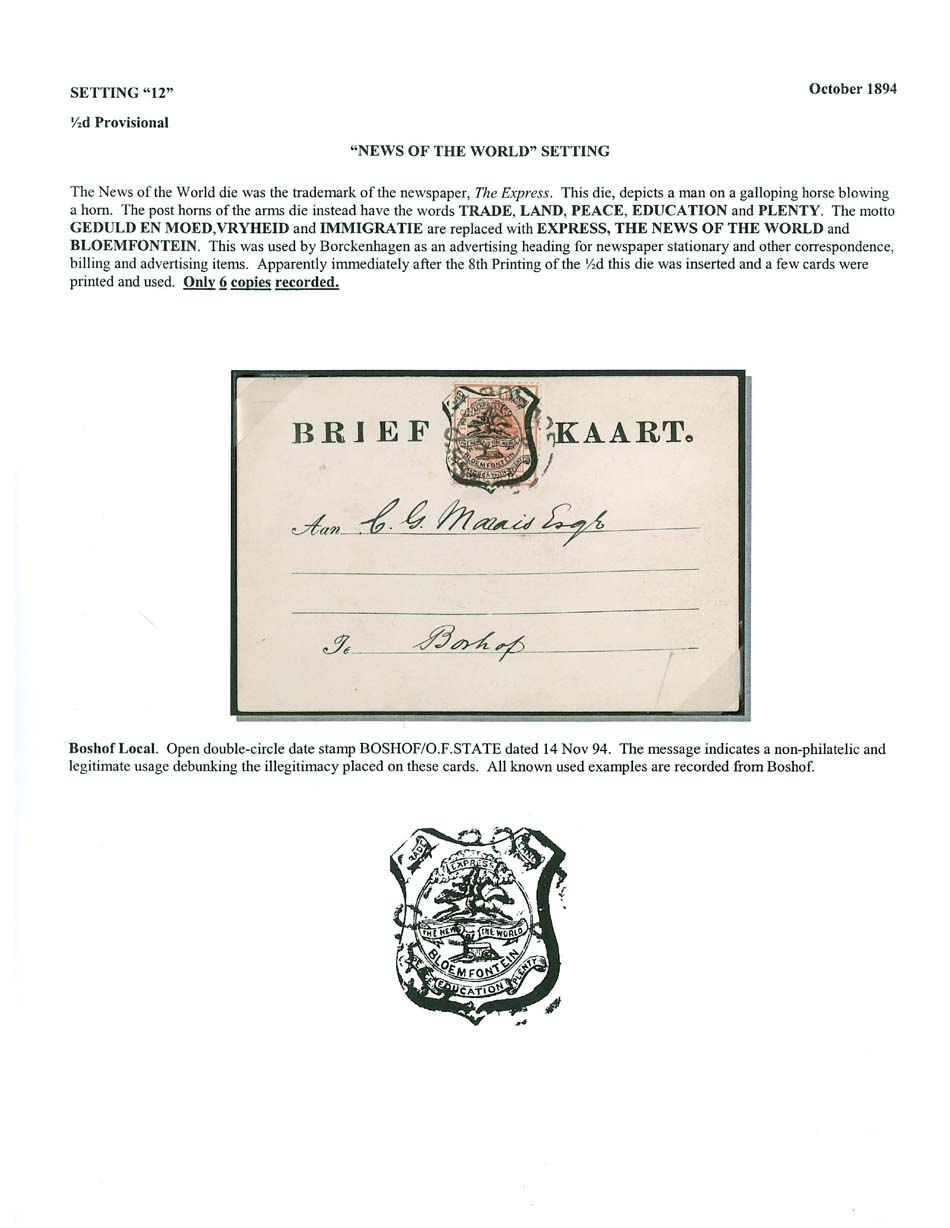 SETTING “12”
October 1894
½d Provisional
“NEWS OF THE WORLD” SETTING
The News of the World die was the trademark of the newspaper, The Express.  This die, depicts a man on a galloping horse blowing
a horn.  The post horns of the arms die instead have the words TRADE, LAND, PEACE, EDUCATION and PLENTY.  The motto
GEDULD EN MOED,VRYHEID and IMMIGRATIE are replaced with EXPRESS, THE NEWS OF THE WORLD and
BLOEMFONTEIN.  This was used by Borckenhagen as an advertising heading for newspaper stationary and other correspondence,
billing and advertising items.  Apparently immediately after the 8th Printing of the ½d this die was inserted and a few cards were
printed and used.  Only 6 copies recorded.
BRIEF KAART.
EXPRESS
BLOEMFONTEIN
Aan C. G. Marais Esqr
Te Boshof
Boshof Local.  Open double-circle date stamp BOSHOF/O.F.STATE dated 14 Nov 94.  The message indicates a non-philatelic and
legitimate usage debunking the illegitimacy placed on these cards.  All known used examples are recorded from Boshof.
TRADE
LAND
EXPRESS
THE NEWS OF THE WORLD
BLOEMFONTEIN
PEACE
EDUCATION
PLENTY